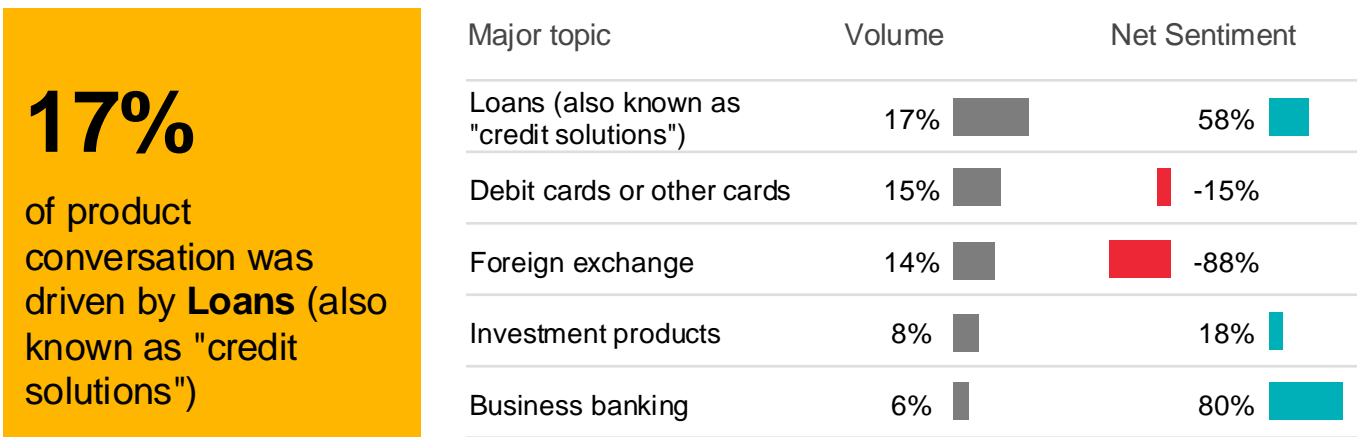 17%
of product
conversation was
driven by Loans (also
known as "credit
solutions")
Major topic Volume Net Sentiment
Loans (also known as
"credit solutions") 17% 58%
Debit cards or other cards 15% -15%
Foreign exchange 14% -88%
Investment products 8% 18%
Business banking 6% 80%